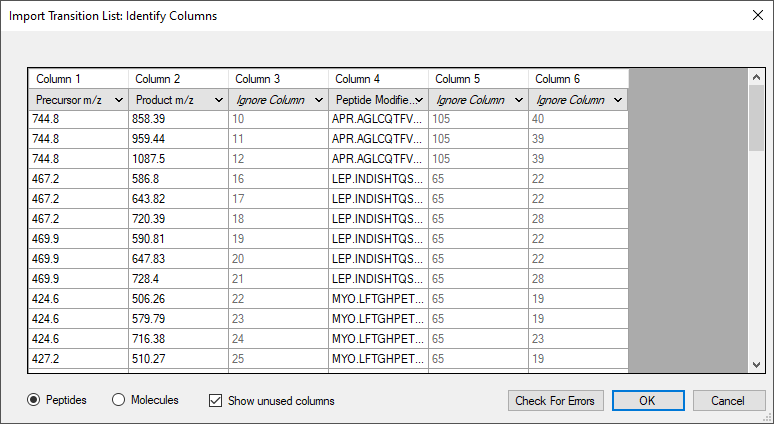 Import Transition List: Identify Columns
Column 1 Column 2 Column 3 Column 4 Column 5 Column 6
Precursor m/z Product m/z Ignore Column Peptide Modifie... Ignore Column Ignore Column
744.8 858.39 10 APR.AGLCQTFV... 105 40
744.8 959.44 11 APR.AGLCQTFV... 105 39
744.8 1087.5 12 APR.AGLCQTFV... 105 39
467.2 586.8 16 LEP.INDISHTQS... 65 22
467.2 643.82 17 LEP.INDISHTQS... 65 22
467.2 720.39 18 LEP.INDISHTQS... 65 28
469.9 590.81 19 LEP.INDISHTQS... 65 22
469.9 647.83 20 LEP.INDISHTQS... 65 22
469.9 728.4 21 LEP.INDISHTQS... 65 28
424.6 506.26 22 MYO.LFTGHPET... 65 19
424.6 579.79 23 MYO.LFTGHPET... 65 19
424.6 716.38 24 MYO.LFTGHPET... 65 23
427.2 510.27 25 MYO.LFTGHPET... 65 19
Peptides Molecules Show unused columns Check For Errors OK Cancel